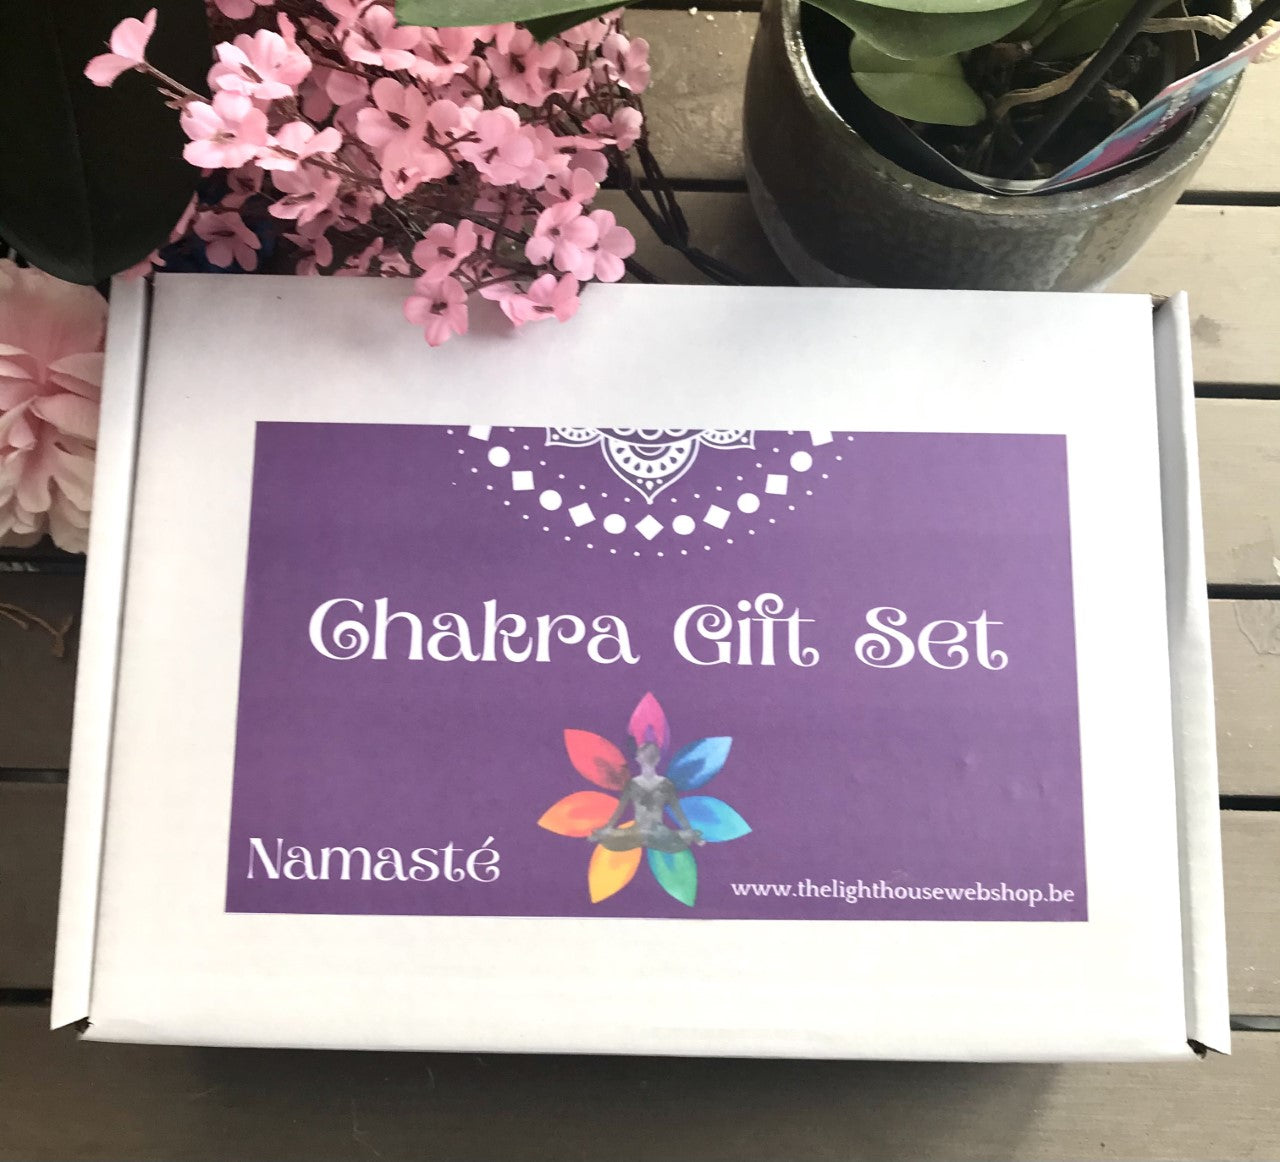 Chakra Gift Set
Namasté
www.thelighthousewebshop.be